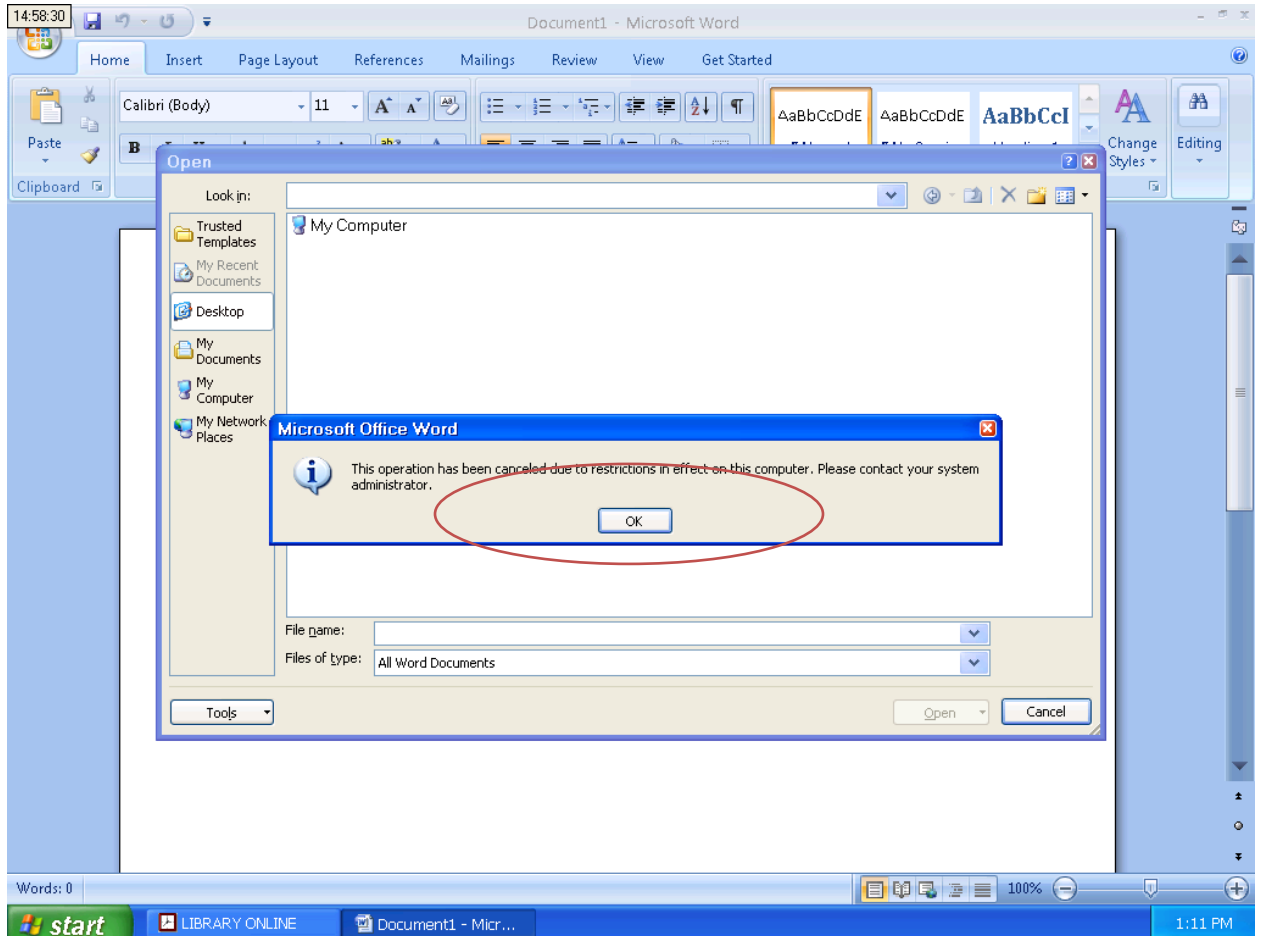 14:58:30
Document1 - Microsoft Word
Home Insert Page Layout References Mailings Review View Get Started
Calibri (Body) 11 A A Aa
AaBbCcDdE AaBbCcDdE AaBbCcI
Paste
B
Change Styles
Editing
Clipboard
Open
Look in:
Trusted Templates
My Computer
My Recent Documents
Desktop
My Documents
My Computer
My Network Places
Microsoft Office Word
This operation has been canceled due to restrictions in effect on this computer. Please contact your system
administrator.
OK
File name:
Files of type: All Word Documents
Tools Open Cancel
Words: 0 100%
start LIBRARY ONLINE Document1 - Micr... 1:11 PM